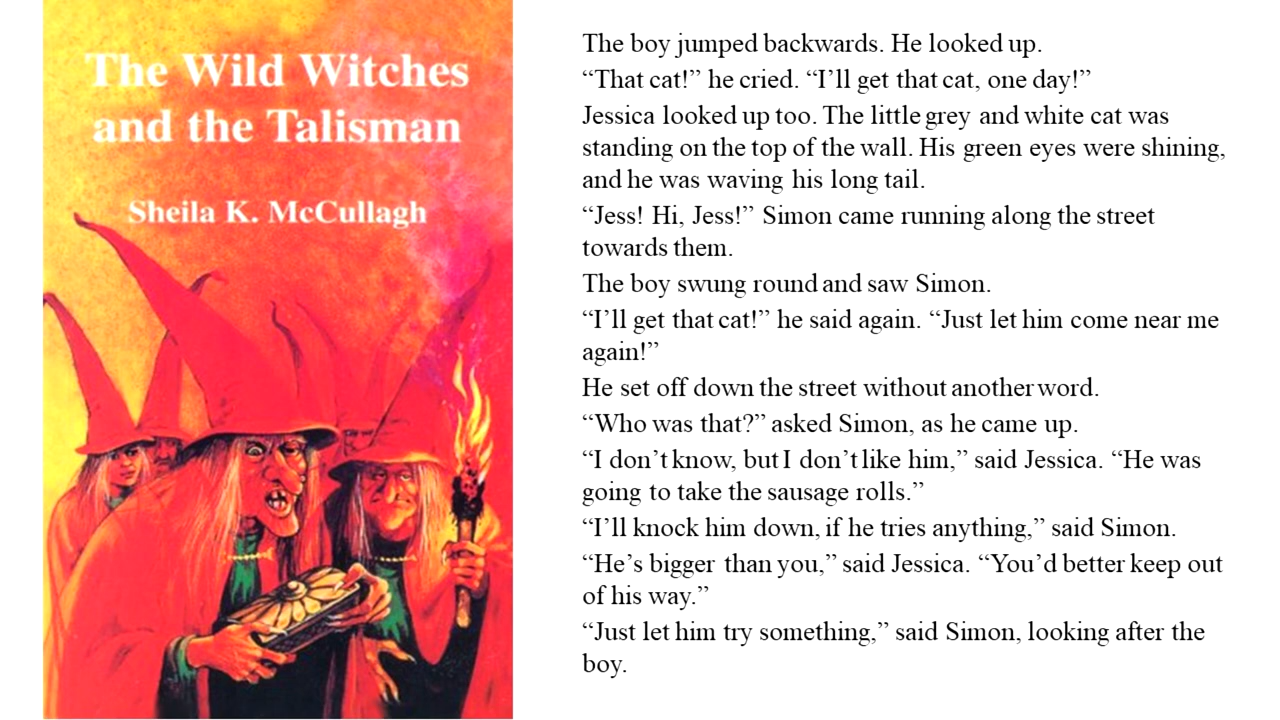 The Wild Witches
and the Talisman
Sheila K. McCullagh
The boy jumped backwards. He looked up.
“That cat!” he cried. “I’ll get that cat, one day!”
Jessica looked up too. The little grey and white cat was
standing on the top of the wall. His green eyes were shining,
and he was waving his long tail.
“Jess! Hi, Jess!” Simon came running along the street
towards them.
The boy swung round and saw Simon.
“I’ll get that cat!” he said again. “Just let him come near me
again!”
He set off down the street without another word.
“Who was that?” asked Simon, as he came up.
“I don’t know, but I don’t like him,” said Jessica. “He was
going to take the sausage rolls.”
“I’ll knock him down, if he tries anything,” said Simon.
“He’s bigger than you,” said Jessica. “You’d better keep out
of his way.”
“Just let him try something,” said Simon, looking after the
boy.